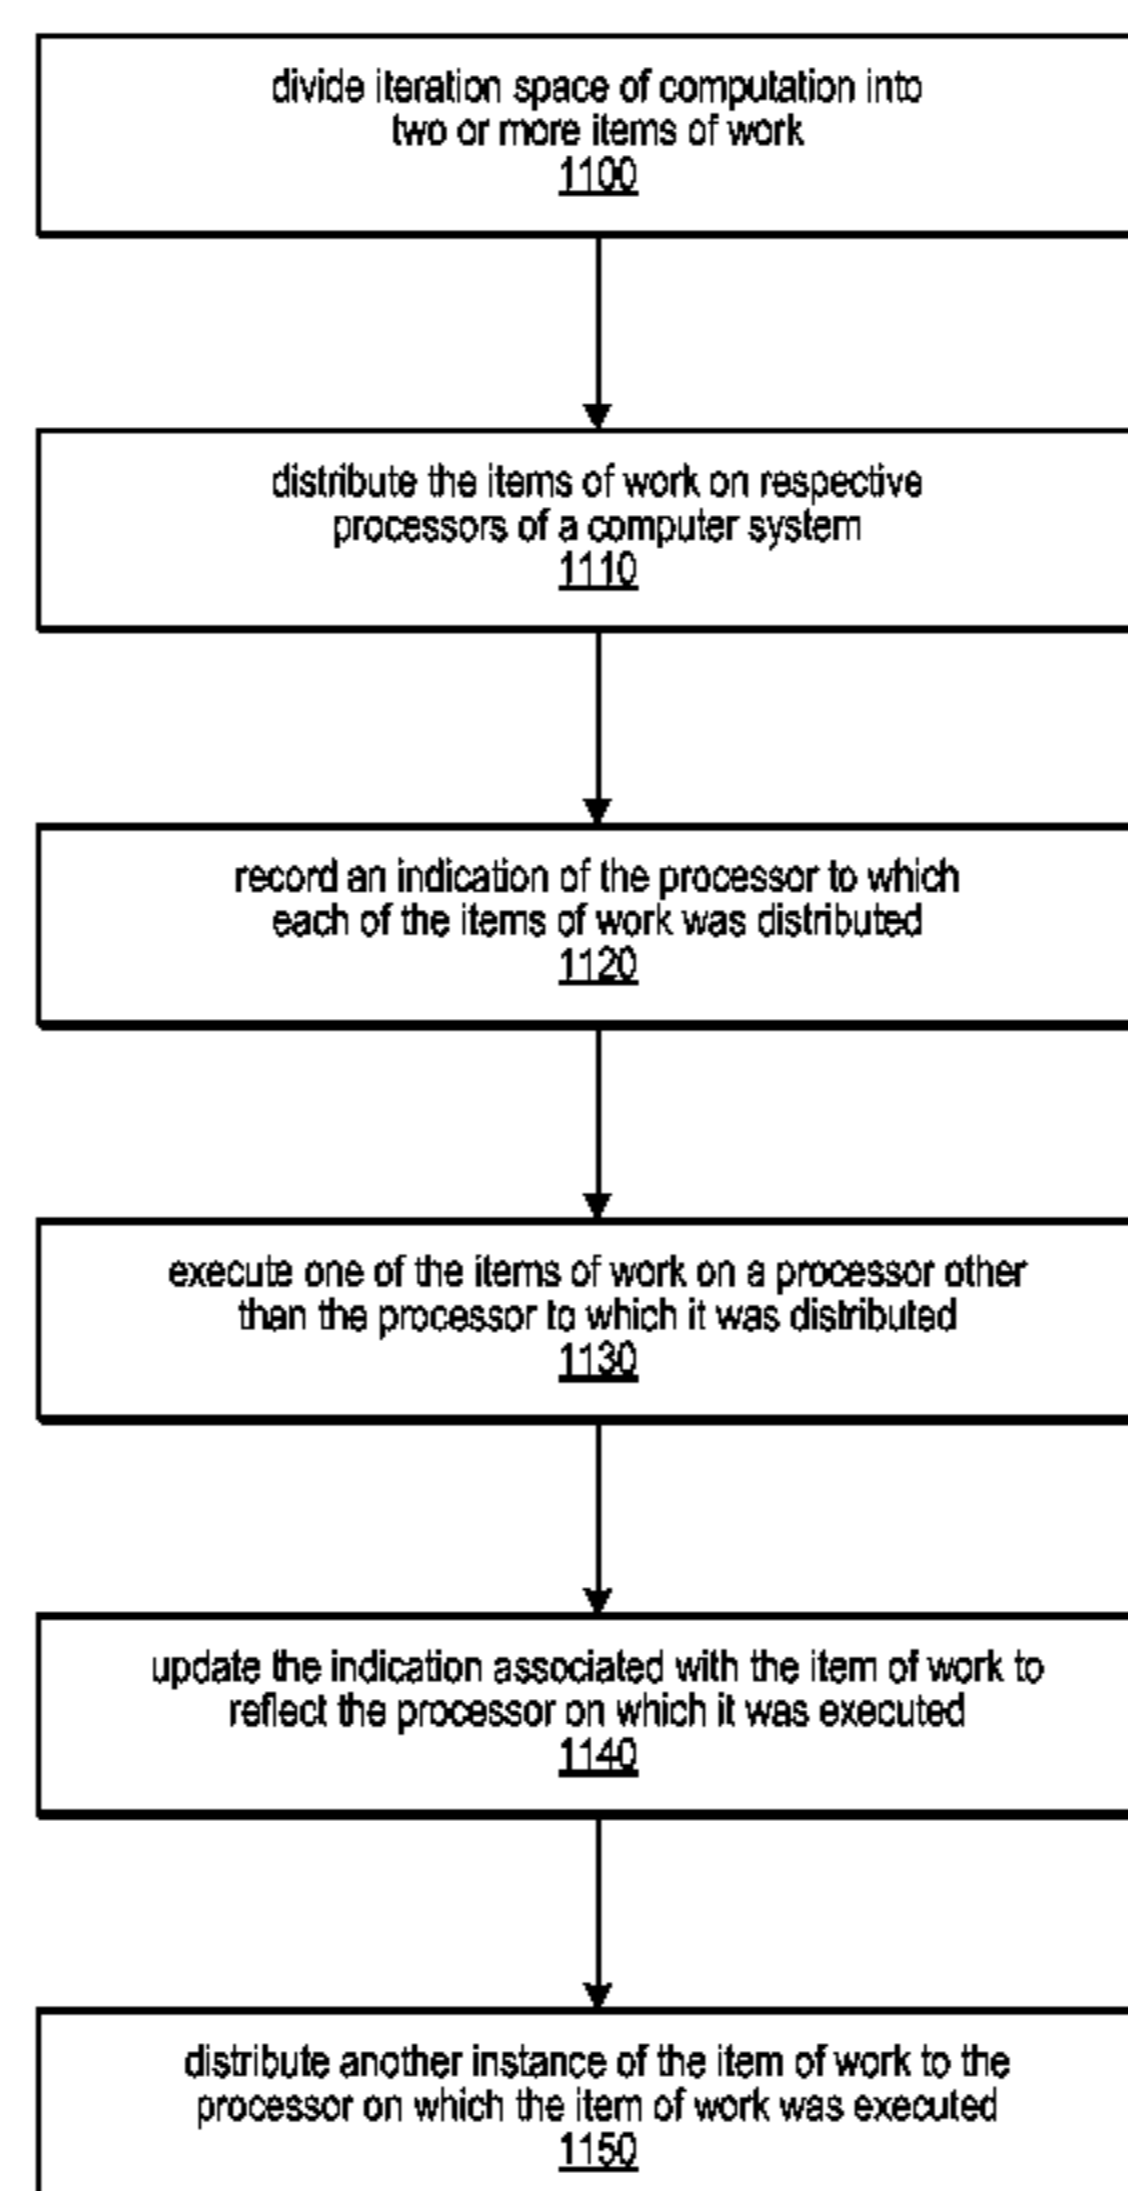 divide iteration space of computation into
two or more items of work
1100
distribute the items of work on respective
processors of a computer system
1110
record an indication of the processor to which
each of the items of work was distributed
1120
execute one of the items of work on a processor other
than the processor to which it was distributed
1130
update the indication associated with the item of work to
reflect the processor on which it was executed
1140
distribute another instance of the item of work to the
processor on which the item of work was executed
1150